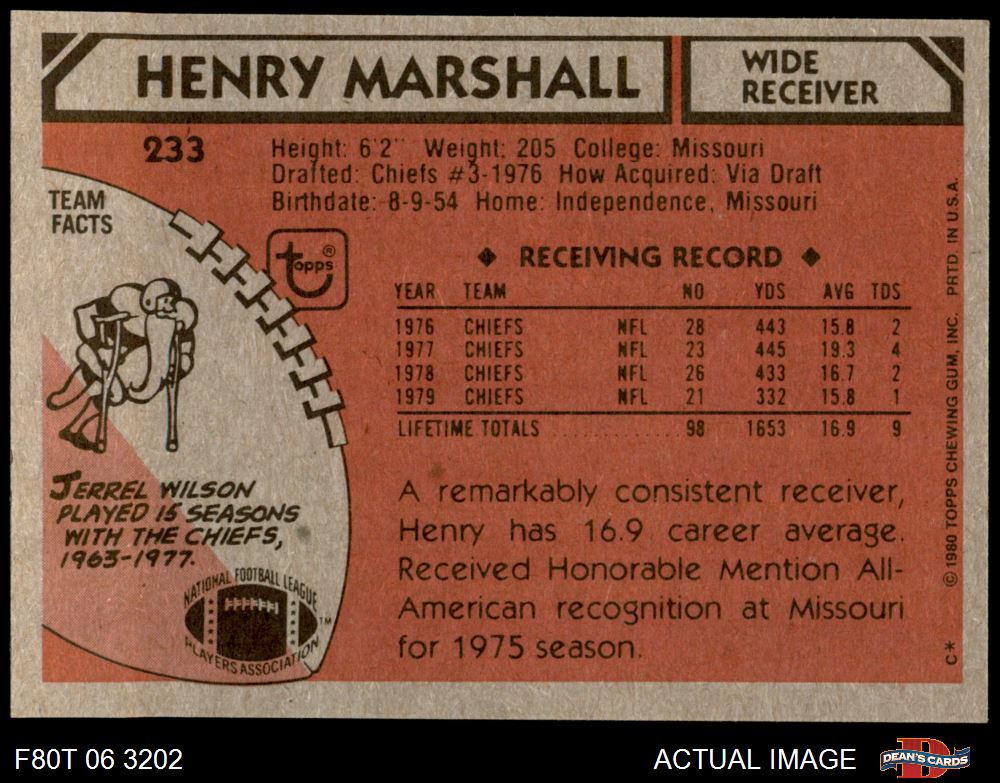 HENRY MARSHALL
WIDE
RECEIVER
233
Height: 6'2" Weight: 205 College: Missouri
Drafted: Chiefs #3-1976 How Acquired: Via Draft
Birthdate: 8-9-54 Home: Independence, Missouri
TEAM
FACTS
topps®
◆ RECEIVING RECORD ◆
YEAR TEAM NO YDS AVG TDS
1976 CHIEFS NFL 28 443 15.8 2
1977 CHIEFS NFL 23 445 19.3 4
1978 CHIEFS NFL 26 433 16.7 2
1979 CHIEFS NFL 21 332 15.8 1
LIFETIME TOTALS .................. 98 1653 16.9 9
JERREL WILSON
PLAYED 15 SEASONS
WITH THE CHIEFS,
1963-1977.
NATIONAL FOOTBALL LEAGUE
PLAYERS ASSOCIATION
TM
A remarkably consistent receiver,
Henry has 16.9 career average.
Received Honorable Mention All-
American recognition at Missouri
for 1975 season.
C* © 1980 TOPPS CHEWING GUM, INC. PRTD. IN U.S.A.
F80T 06 3202
ACTUAL IMAGE
DEAN'S CARDS